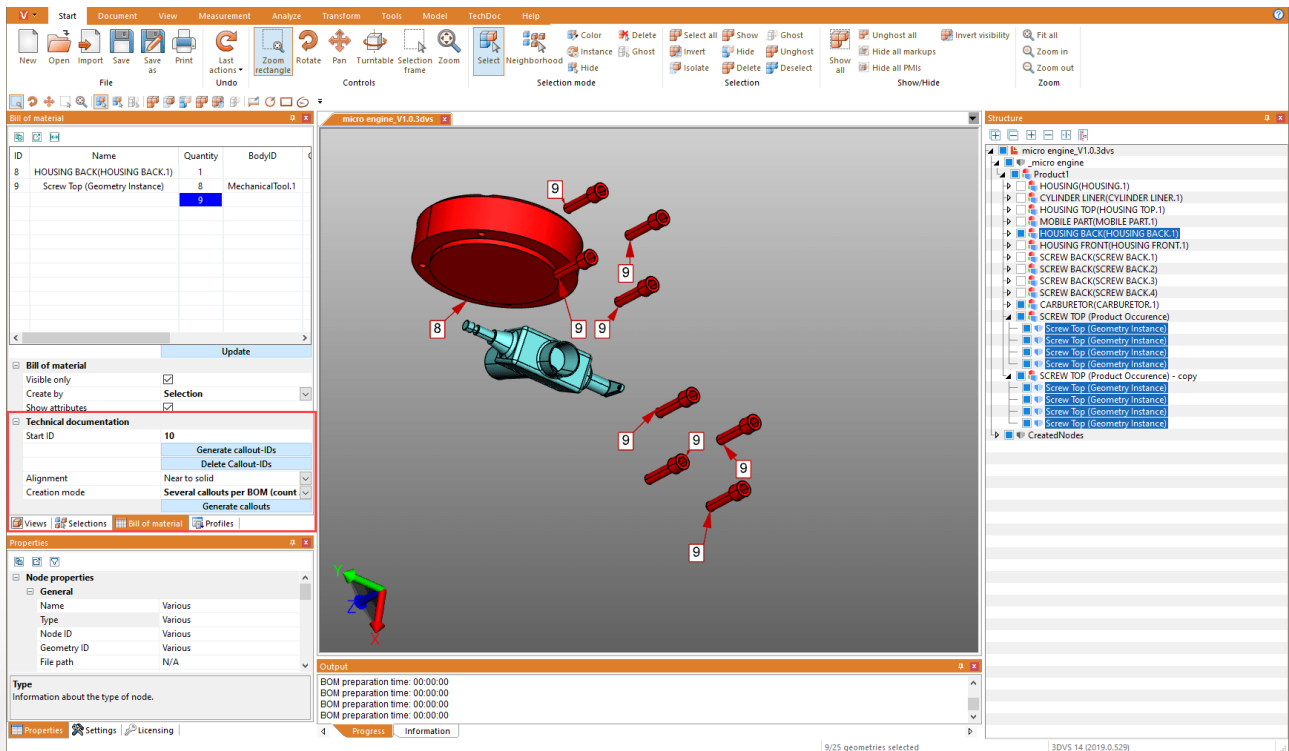 V Start Document View Measurement Analyze Transform Tools Model TechDoc Help
New Open Import Save Save as Print
File
Last actions
Undo
Zoom rectangle Rotate Pan Turntable Selection frame Zoom
Controls
Select Neighborhood
Color Delete
Instance Ghost
Hide
Selection mode
Select all Show Ghost
Invert Hide Unghost
Isolate Delete Deselect
Selection
Show all
Unghost all Invert visibility
Hide all markups
Hide all PMIs
Show/Hide
Fit all
Zoom in
Zoom out
Zoom
Bill of material
ID Name Quantity BodyID
8 HOUSING BACK(HOUSING BACK.1) 1
9 Screw Top (Geometry Instance) 8 MechanicalTool.1
9
Update
Bill of material
Visible only
Create by Selection
Show attributes
Technical documentation
Start ID 10
Generate callout-IDs
Delete Callout-IDs
Alignment Near to solid
Creation mode Several callouts per BOM (count
Generate callouts
Views Selections Bill of material Profiles
Properties
Node properties
General
Name Various
Type Various
Node ID Various
Geometry ID Various
File path N/A
Type
Information about the type of node.
Properties Settings Licensing
micro engine_V1.0.3dvs
9
9
8
9
9
9
9
9
9
Y
Z
X
Output
BOM preparation time: 00:00:00
BOM preparation time: 00:00:00
BOM preparation time: 00:00:00
BOM preparation time: 00:00:00
Progress Information
Structure
micro engine_V1.0.3dvs
_micro engine
Product1
HOUSING(HOUSING.1)
CYLINDER LINER(CYLINDER LINER.1)
HOUSING TOP(HOUSING TOP.1)
MOBILE PART(MOBILE PART.1)
HOUSING BACK(HOUSING BACK.1)
HOUSING FRONT(HOUSING FRONT.1)
SCREW BACK(SCREW BACK.1)
SCREW BACK(SCREW BACK.2)
SCREW BACK(SCREW BACK.3)
SCREW BACK(SCREW BACK.4)
CARBURETOR(CARBURETOR.1)
SCREW TOP (Product Occurence)
Screw Top (Geometry Instance)
Screw Top (Geometry Instance)
Screw Top (Geometry Instance)
Screw Top (Geometry Instance)
SCREW TOP (Product Occurence) - copy
Screw Top (Geometry Instance)
Screw Top (Geometry Instance)
Screw Top (Geometry Instance)
Screw Top (Geometry Instance)
CreatedNodes
9/25 geometries selected
3DVS 14 (2019.0.529)